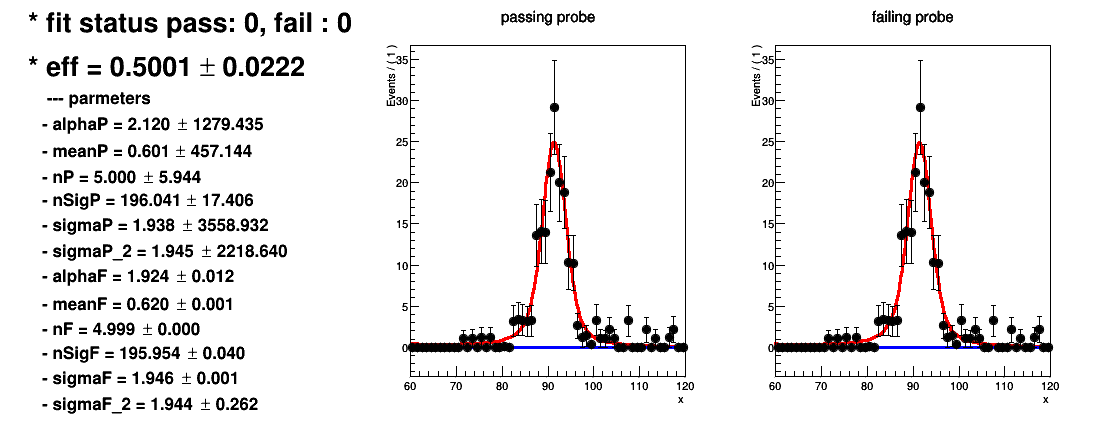 * fit status pass: 0, fail : 0
* eff = 0.5001 ± 0.0222
--- parmeters
- alphaP = 2.120 ± 1279.435
- meanP = 0.601 ± 457.144
- nP = 5.000 ± 5.944
- nSigP = 196.041 ± 17.406
- sigmaP = 1.938 ± 3558.932
- sigmaP_2 = 1.945 ± 2218.640
- alphaF = 1.924 ± 0.012
- meanF = 0.620 ± 0.001
- nF = 4.999 ± 0.000
- nSigF = 195.954 ± 0.040
- sigmaF = 1.946 ± 0.001
- sigmaF_2 = 1.944 ± 0.262
passing probe
Events / ( 1 )
35
30
25
20
15
10
5
0
60 70 80 90 100 110 120
x
failing probe
Events / ( 1 )
35
30
25
20
15
10
5
0
60 70 80 90 100 110 120
x